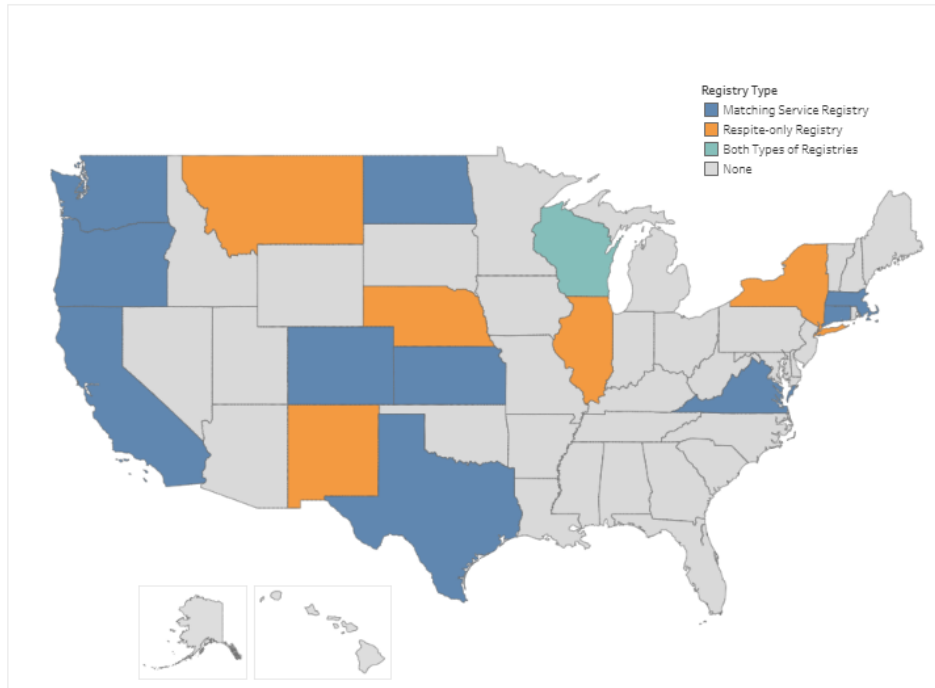 Registry Type
Matching Service Registry
Respite-only Registry
Both Types of Registries
None